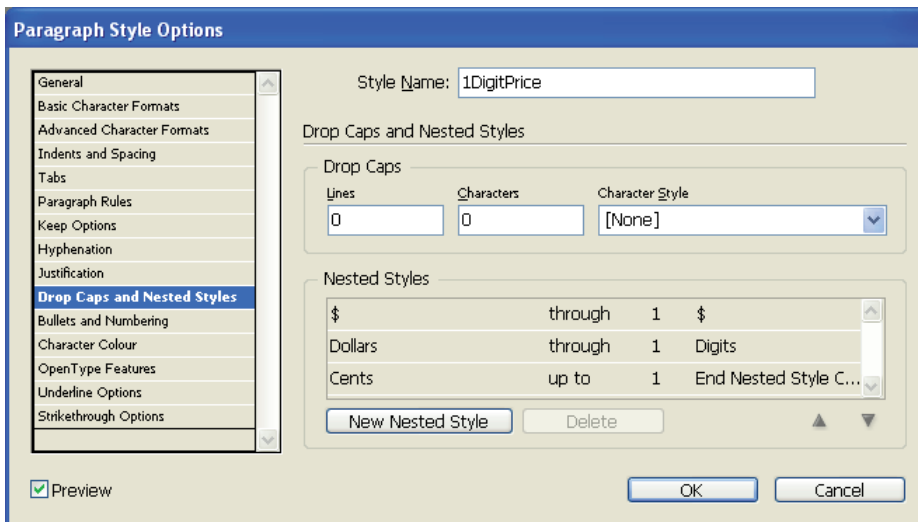 Paragraph Style Options
General
Basic Character Formats
Advanced Character Formats
Indents and Spacing
Tabs
Paragraph Rules
Keep Options
Hyphenation
Justification
Drop Caps and Nested Styles
Bullets and Numbering
Character Colour
OpenType Features
Underline Options
Strikethrough Options
Preview
Style Name: 1DigitPrice
Drop Caps and Nested Styles
Drop Caps
Lines Characters Character Style
0 0 [None]
Nested Styles
$ through 1 $
Dollars through 1 Digits
Cents up to 1 End Nested Style C...
New Nested Style Delete
OK Cancel